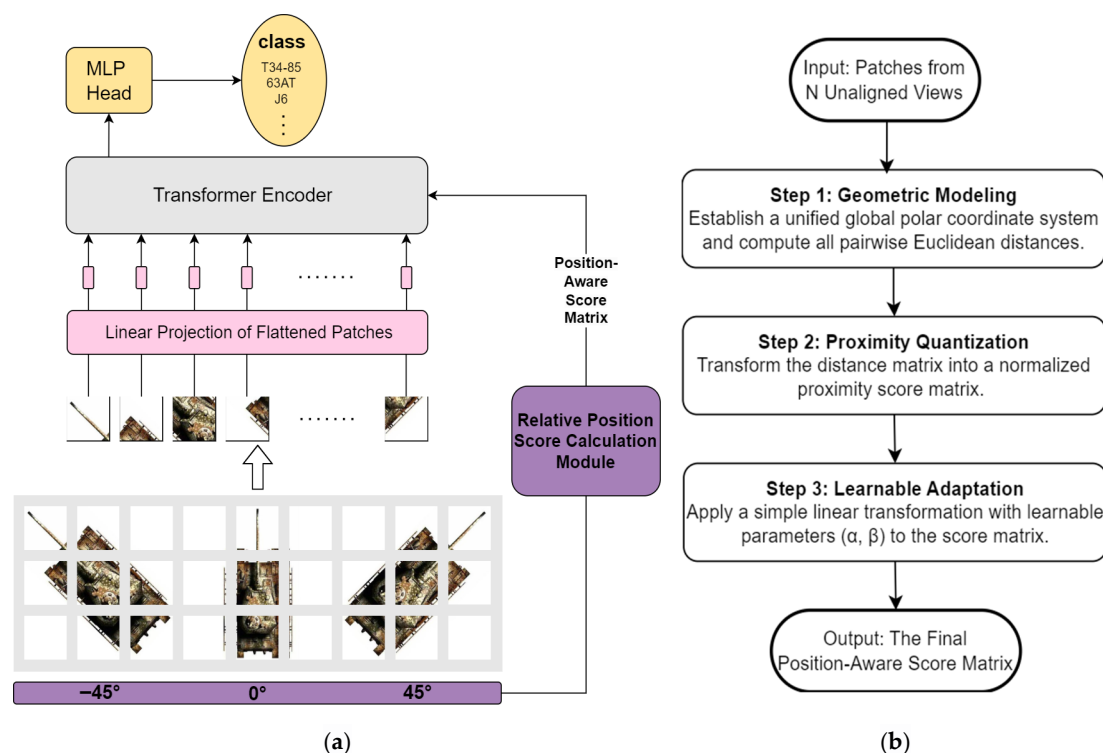 class
T34-85
63AT
J6
MLP
Head
Transformer Encoder
Linear Projection of Flattened Patches
Position-
Aware
Score
Matrix
Relative Position
Score Calculation
Module
−45°
0°
45°
(a)
Input: Patches from
N Unaligned Views
Step 1: Geometric Modeling
Establish a unified global polar coordinate system
and compute all pairwise Euclidean distances.
Step 2: Proximity Quantization
Transform the distance matrix into a normalized
proximity score matrix.
Step 3: Learnable Adaptation
Apply a simple linear transformation with learnable
parameters (α, β) to the score matrix.
Output: The Final
Position-Aware Score Matrix
(b)